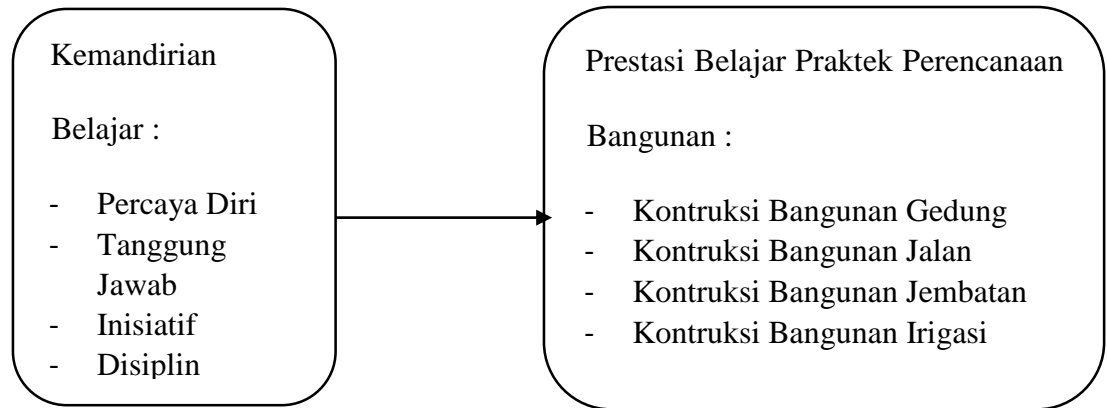 Kemandirian
Belajar :
- Percaya Diri
- Tanggung
Jawab
- Inisiatif
- Disiplin
Prestasi Belajar Praktek Perencanaan
Bangunan :
- Kontruksi Bangunan Gedung
- Kontruksi Bangunan Jalan
- Kontruksi Bangunan Jembatan
- Kontruksi Bangunan Irigasi